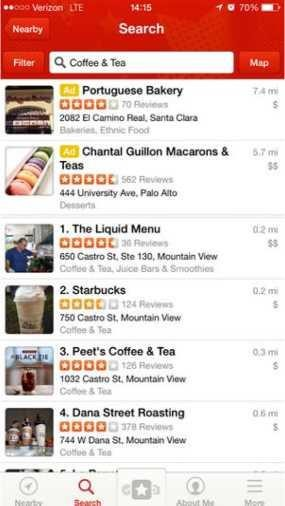 Verizon LTE 14:15 70%
Nearby Search
Filter Coffee & Tea Map
Ad Portuguese Bakery 7.4 mi
70 Reviews $
2082 El Camino Real, Santa Clara
Bakeries, Ethnic Food
Ad Chantal Guillon Macarons & 5.7 mi
Teas $$
562 Reviews
444 University Ave, Palo Alto
Desserts
1. The Liquid Menu 0.2 mi
36 Reviews $$
650 Castro St, Ste 130, Mountain View
Coffee & Tea, Juice Bars & Smoothies
2. Starbucks 0.2 mi
124 Reviews $
750 Castro St, Mountain View
Coffee & Tea
3. Peet's Coffee & Tea 0.3 mi
126 Reviews $
1032 Castro St, Mountain View
Coffee & Tea
BLACK TIE
4. Dana Street Roasting 0.6 mi
378 Reviews $
744 W Dana St, Mountain View
Coffee & Tea
Nearby Search About Me More